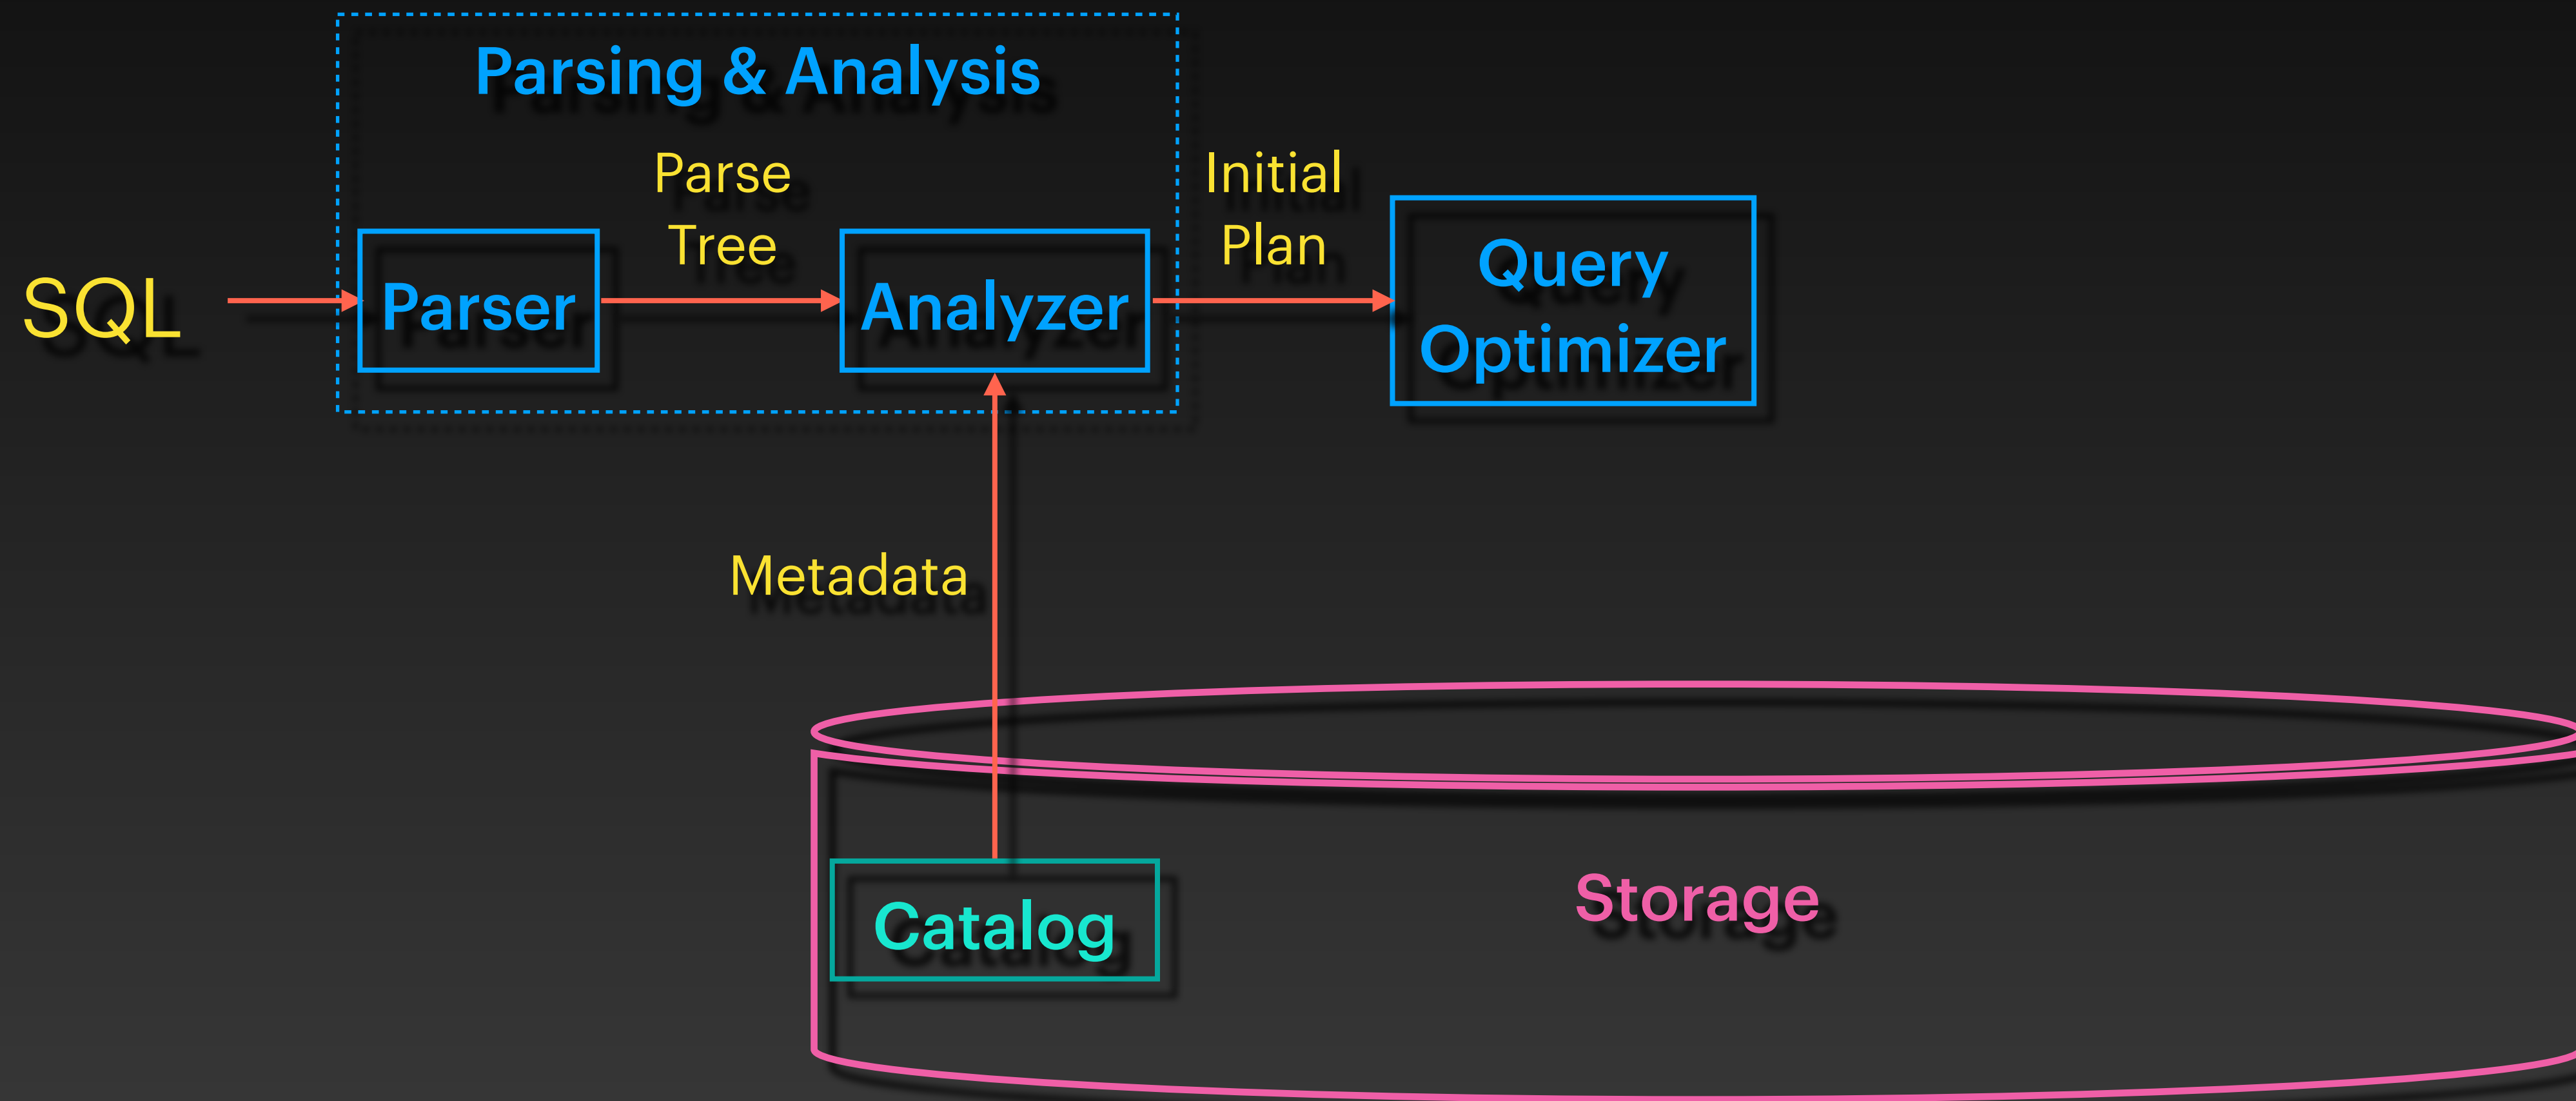 Parsing & Analysis
Parse
Tree
Initial
Plan
SQL
Parser
Analyzer
Query
Optimizer
Metadata
Catalog
Storage